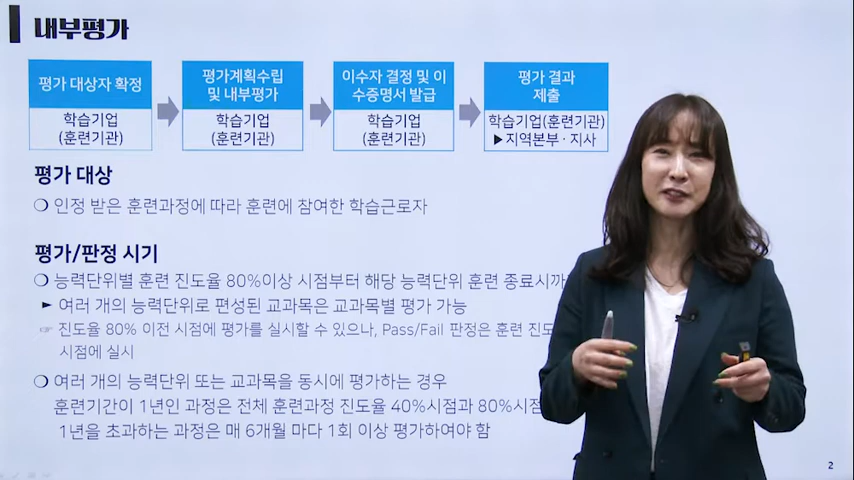 내부평가
평가 대상자 확정
학습기업
(훈련기관)
평가계획수립
및 내부평가
학습기업
(훈련기관)
이수자 결정 및 이
수증명서 발급
학습기업
(훈련기관)
평가 결과
제출
학습기업(훈련기관)
▶지역본부 · 지사
평가 대상
❍ 인정 받은 훈련과정에 따라 훈련에 참여한 학습근로자
평가/판정 시기
❍ 능력단위별 훈련 진도율 80%이상 시점부터 해당 능력단위 훈련 종료시까
► 여러 개의 능력단위로 편성된 교과목은 교과목별 평가 가능
☞ 진도율 80% 이전 시점에 평가를 실시할 수 있으나, Pass/Fail 판정은 훈련 진도
시점에 실시
❍ 여러 개의 능력단위 또는 교과목을 동시에 평가하는 경우
훈련기간이 1년인 과정은 전체 훈련과정 진도율 40%시점과 80%시점
1년을 초과하는 과정은 매 6개월 마다 1회 이상 평가하여야 함
2